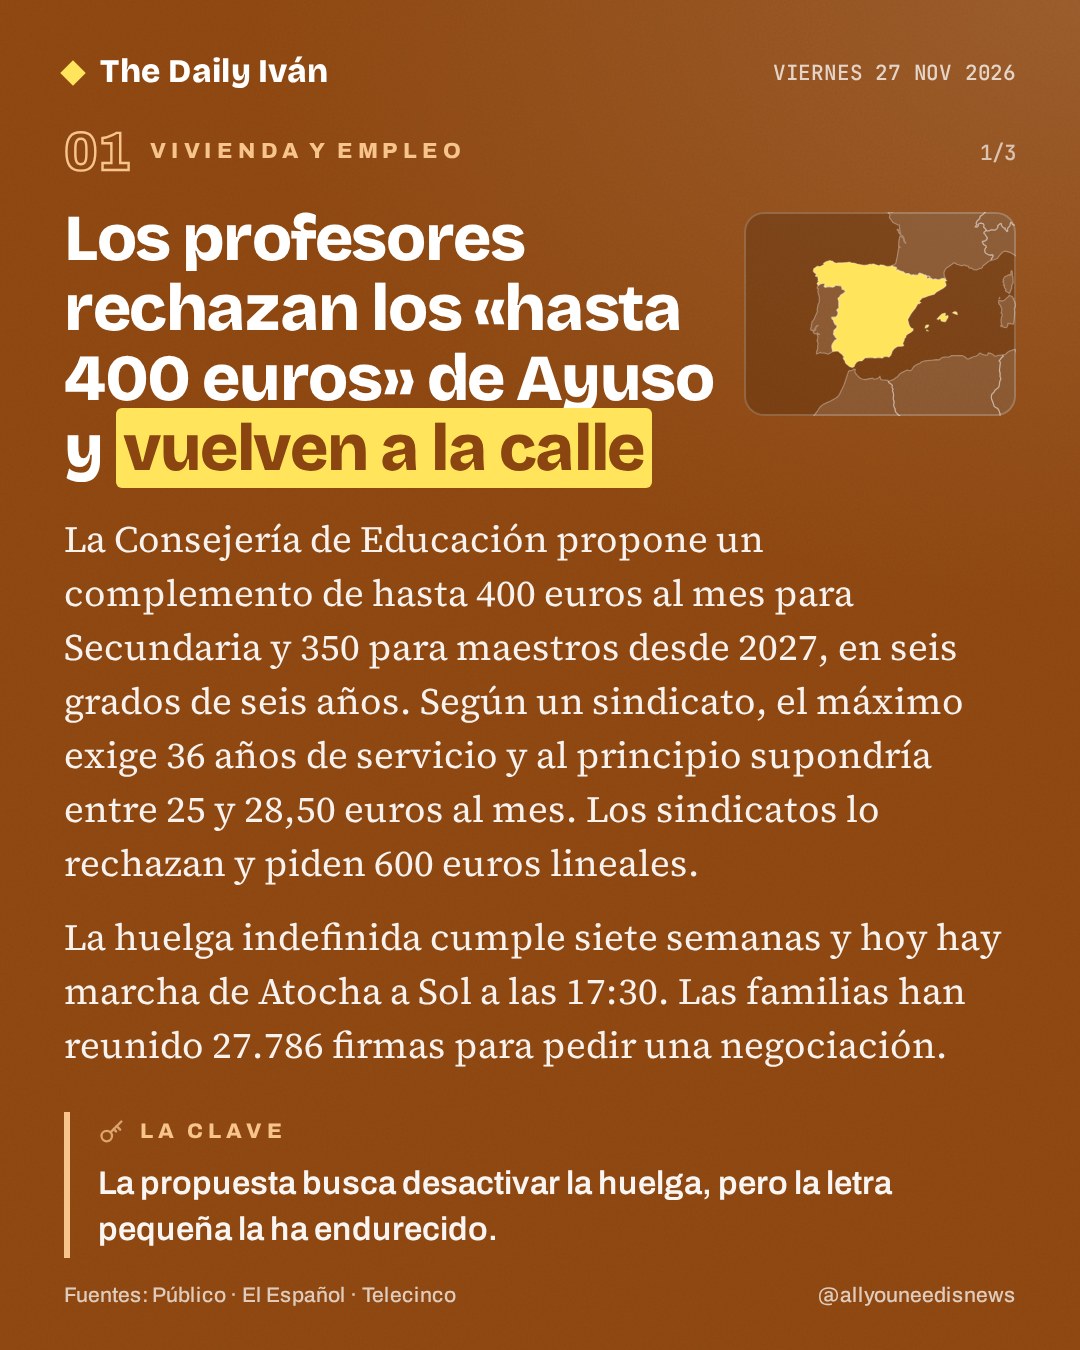 The Daily Iván
VIERNES 27 NOV 2026
01 VIVIENDA Y EMPLEO
1/3
Los profesores
rechazan los «hasta
400 euros» de Ayuso
y vuelven a la calle
La Consejería de Educación propone un
complemento de hasta 400 euros al mes para
Secundaria y 350 para maestros desde 2027, en seis
grados de seis años. Según un sindicato, el máximo
exige 36 años de servicio y al principio supondría
entre 25 y 28,50 euros al mes. Los sindicatos lo
rechazan y piden 600 euros lineales.
La huelga indefinida cumple siete semanas y hoy hay
marcha de Atocha a Sol a las 17:30. Las familias han
reunido 27.786 firmas para pedir una negociación.
LA CLAVE
La propuesta busca desactivar la huelga, pero la letra
pequeña la ha endurecido.
Fuentes: Público · El Español · Telecinco
@allyouneedisnews